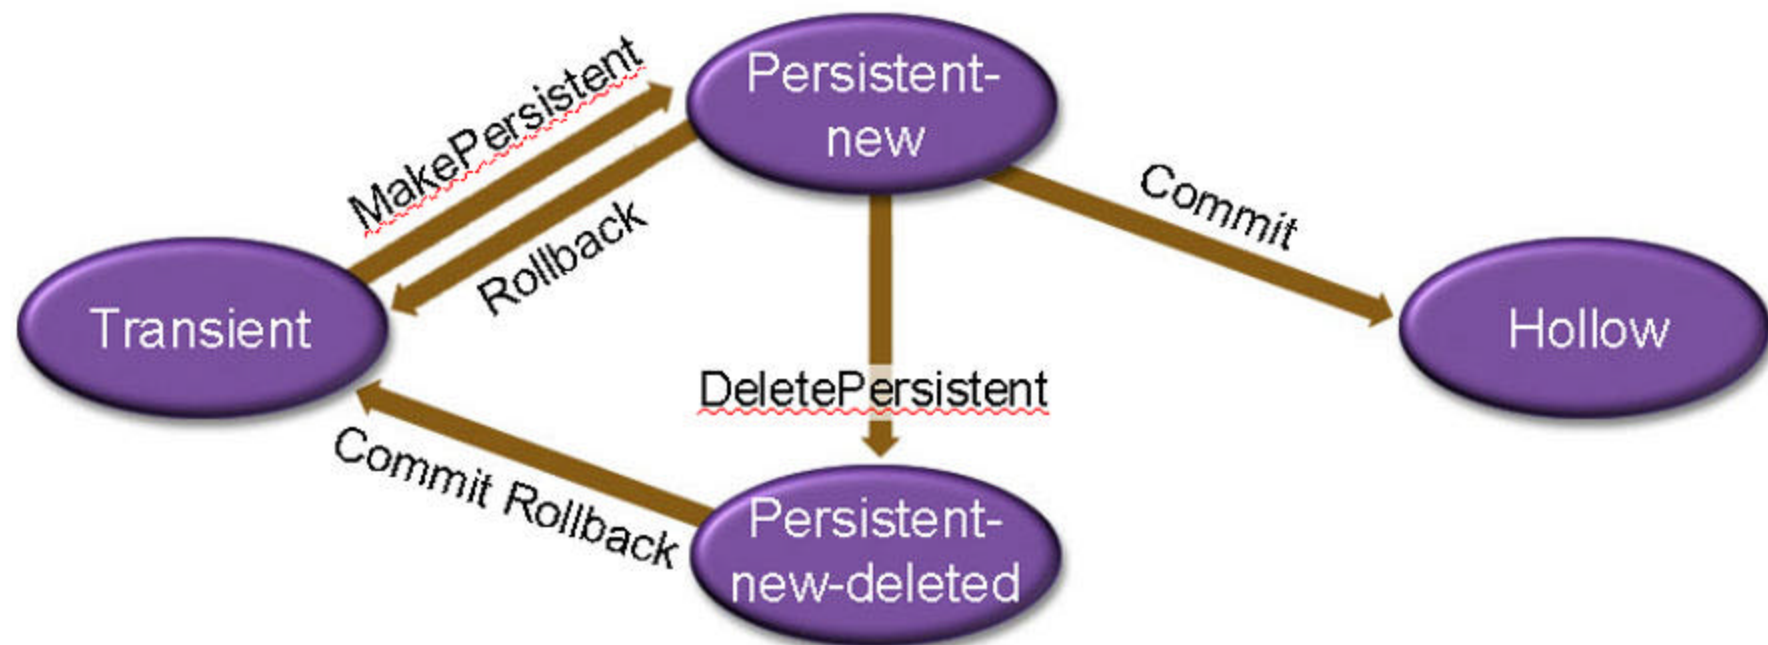 Persistent-
new
MakePersistent
Rollback
Commit
Transient
Hollow
DeletePersistent
Commit Rollback
Persistent-
new-deleted